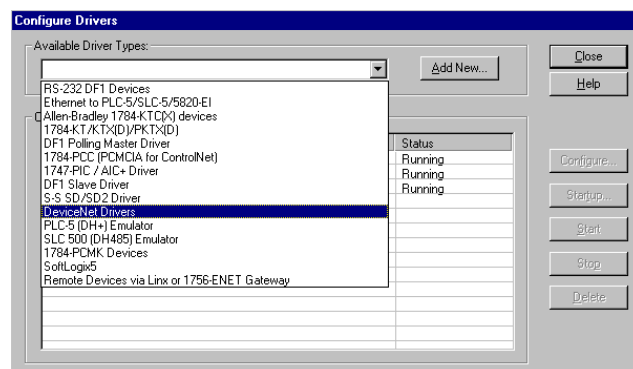 Configure Drivers
Available Driver Types:
Add New...
Close
Help
RS-232 DF1 Devices
Ethernet to PLC-5/SLC-5/5820-EI
Allen-Bradley 1784-KTC(X) devices
1784-KT/KTX(D)/PKTX(D)
DF1 Polling Master Driver
1784-PCC (PCMCIA for ControlNet)
1747-PIC / AIC+ Driver
DF1 Slave Driver
S-S SD/SD2 Driver
DeviceNet Drivers
PLC-5 (DH+) Emulator
SLC 500 (DH485) Emulator
1784-PCMK Devices
SoftLogix5
Remote Devices via Linx or 1756-ENET Gateway
Status
Running
Running
Running
Configure...
Startup...
Start
Stop
Delete